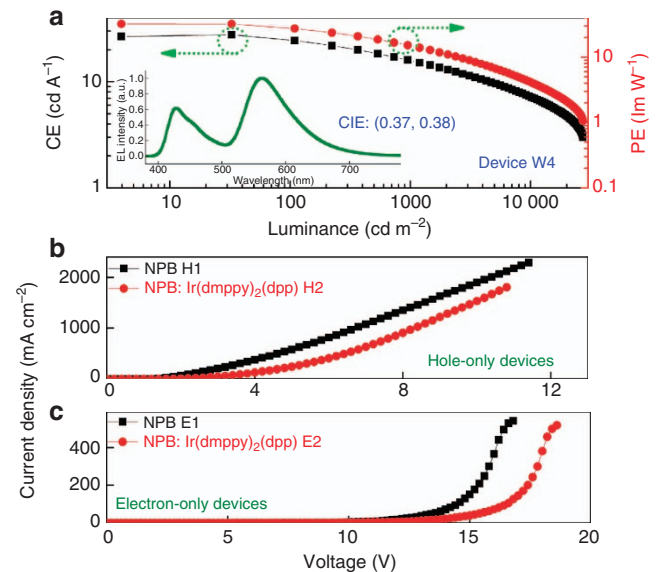 a
CE (cd A⁻¹)
10
1
PE (lm W⁻¹)
10
1
0.1
EL intensity (a.u.)
1.0
0.8
0.6
0.4
0.2
0.0
400 500 600 700
Wavelength (nm)
CIE: (0.37, 0.38)
Device W4
10 100 1000 10 000
Luminance (cd m⁻²)
b
Current density (mA cm⁻²)
2000
1000
0
NPB H1
NPB: Ir(dmppy)₂(dpp) H2
Hole-only devices
0 4 8 12
c
400
200
0
NPB E1
NPB: Ir(dmppy)₂(dpp) E2
Electron-only devices
0 5 10 15 20
Voltage (V)